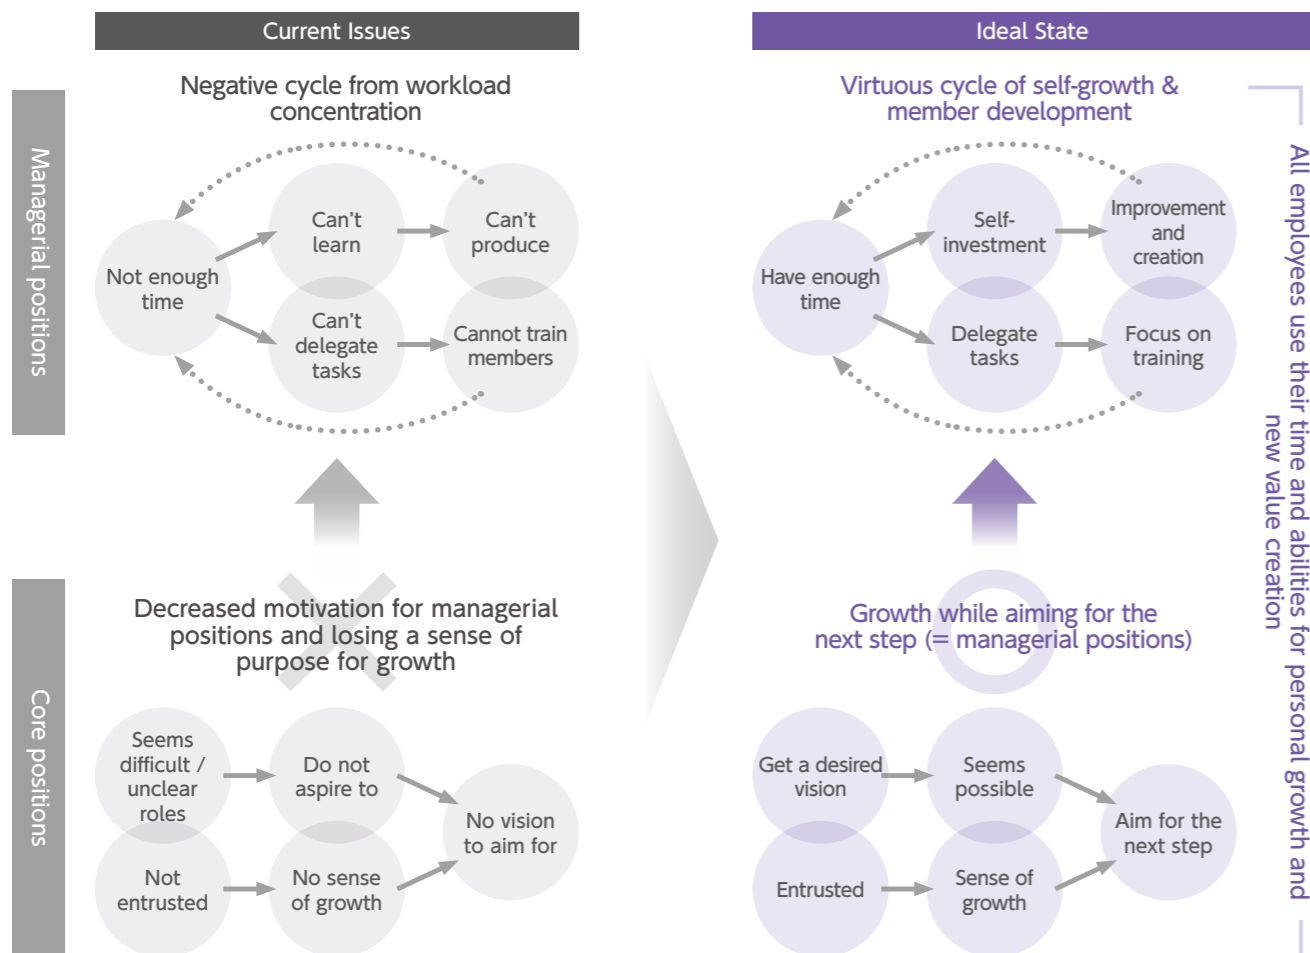 Current Issues
Ideal State
Managerial positions
Negative cycle from workload
concentration
Not enough
time
Can't
learn
Can't
produce
Can't
delegate
tasks
Cannot train
members
Virtuous cycle of self-growth &
member development
Have enough
time
Self-
investment
Improvement
and
creation
Delegate
tasks
Focus on
training
Core positions
Decreased motivation for managerial
positions and losing a sense of
purpose for growth
Seems
difficult /
unclear
roles
Do not
aspire to
No vision
to aim for
Not
entrusted
No sense
of growth
Growth while aiming for the
next step (= managerial positions)
Get a desired
vision
Seems
possible
Aim for the
next step
Entrusted
Sense of
growth
All employees use their time and abilities for personal growth and
new value creation